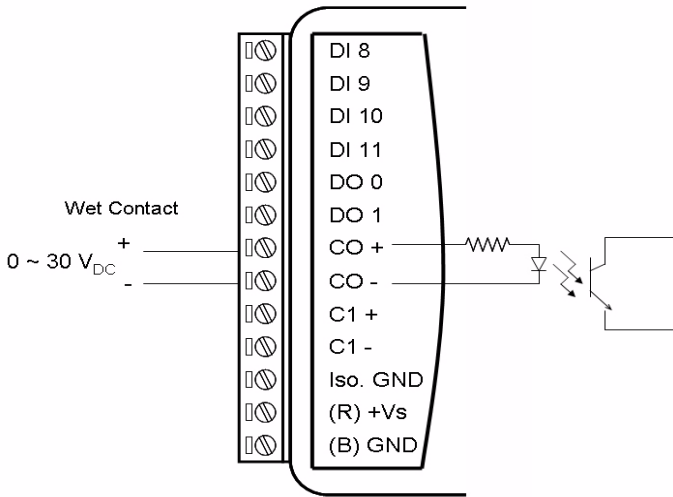 DI 8
DI 9
DI 10
DI 11
DO 0
DO 1
Wet Contact
+
0 ~ 30 VDC
-
CO +
CO -
C1 +
C1 -
Iso. GND
(R) +Vs
(B) GND